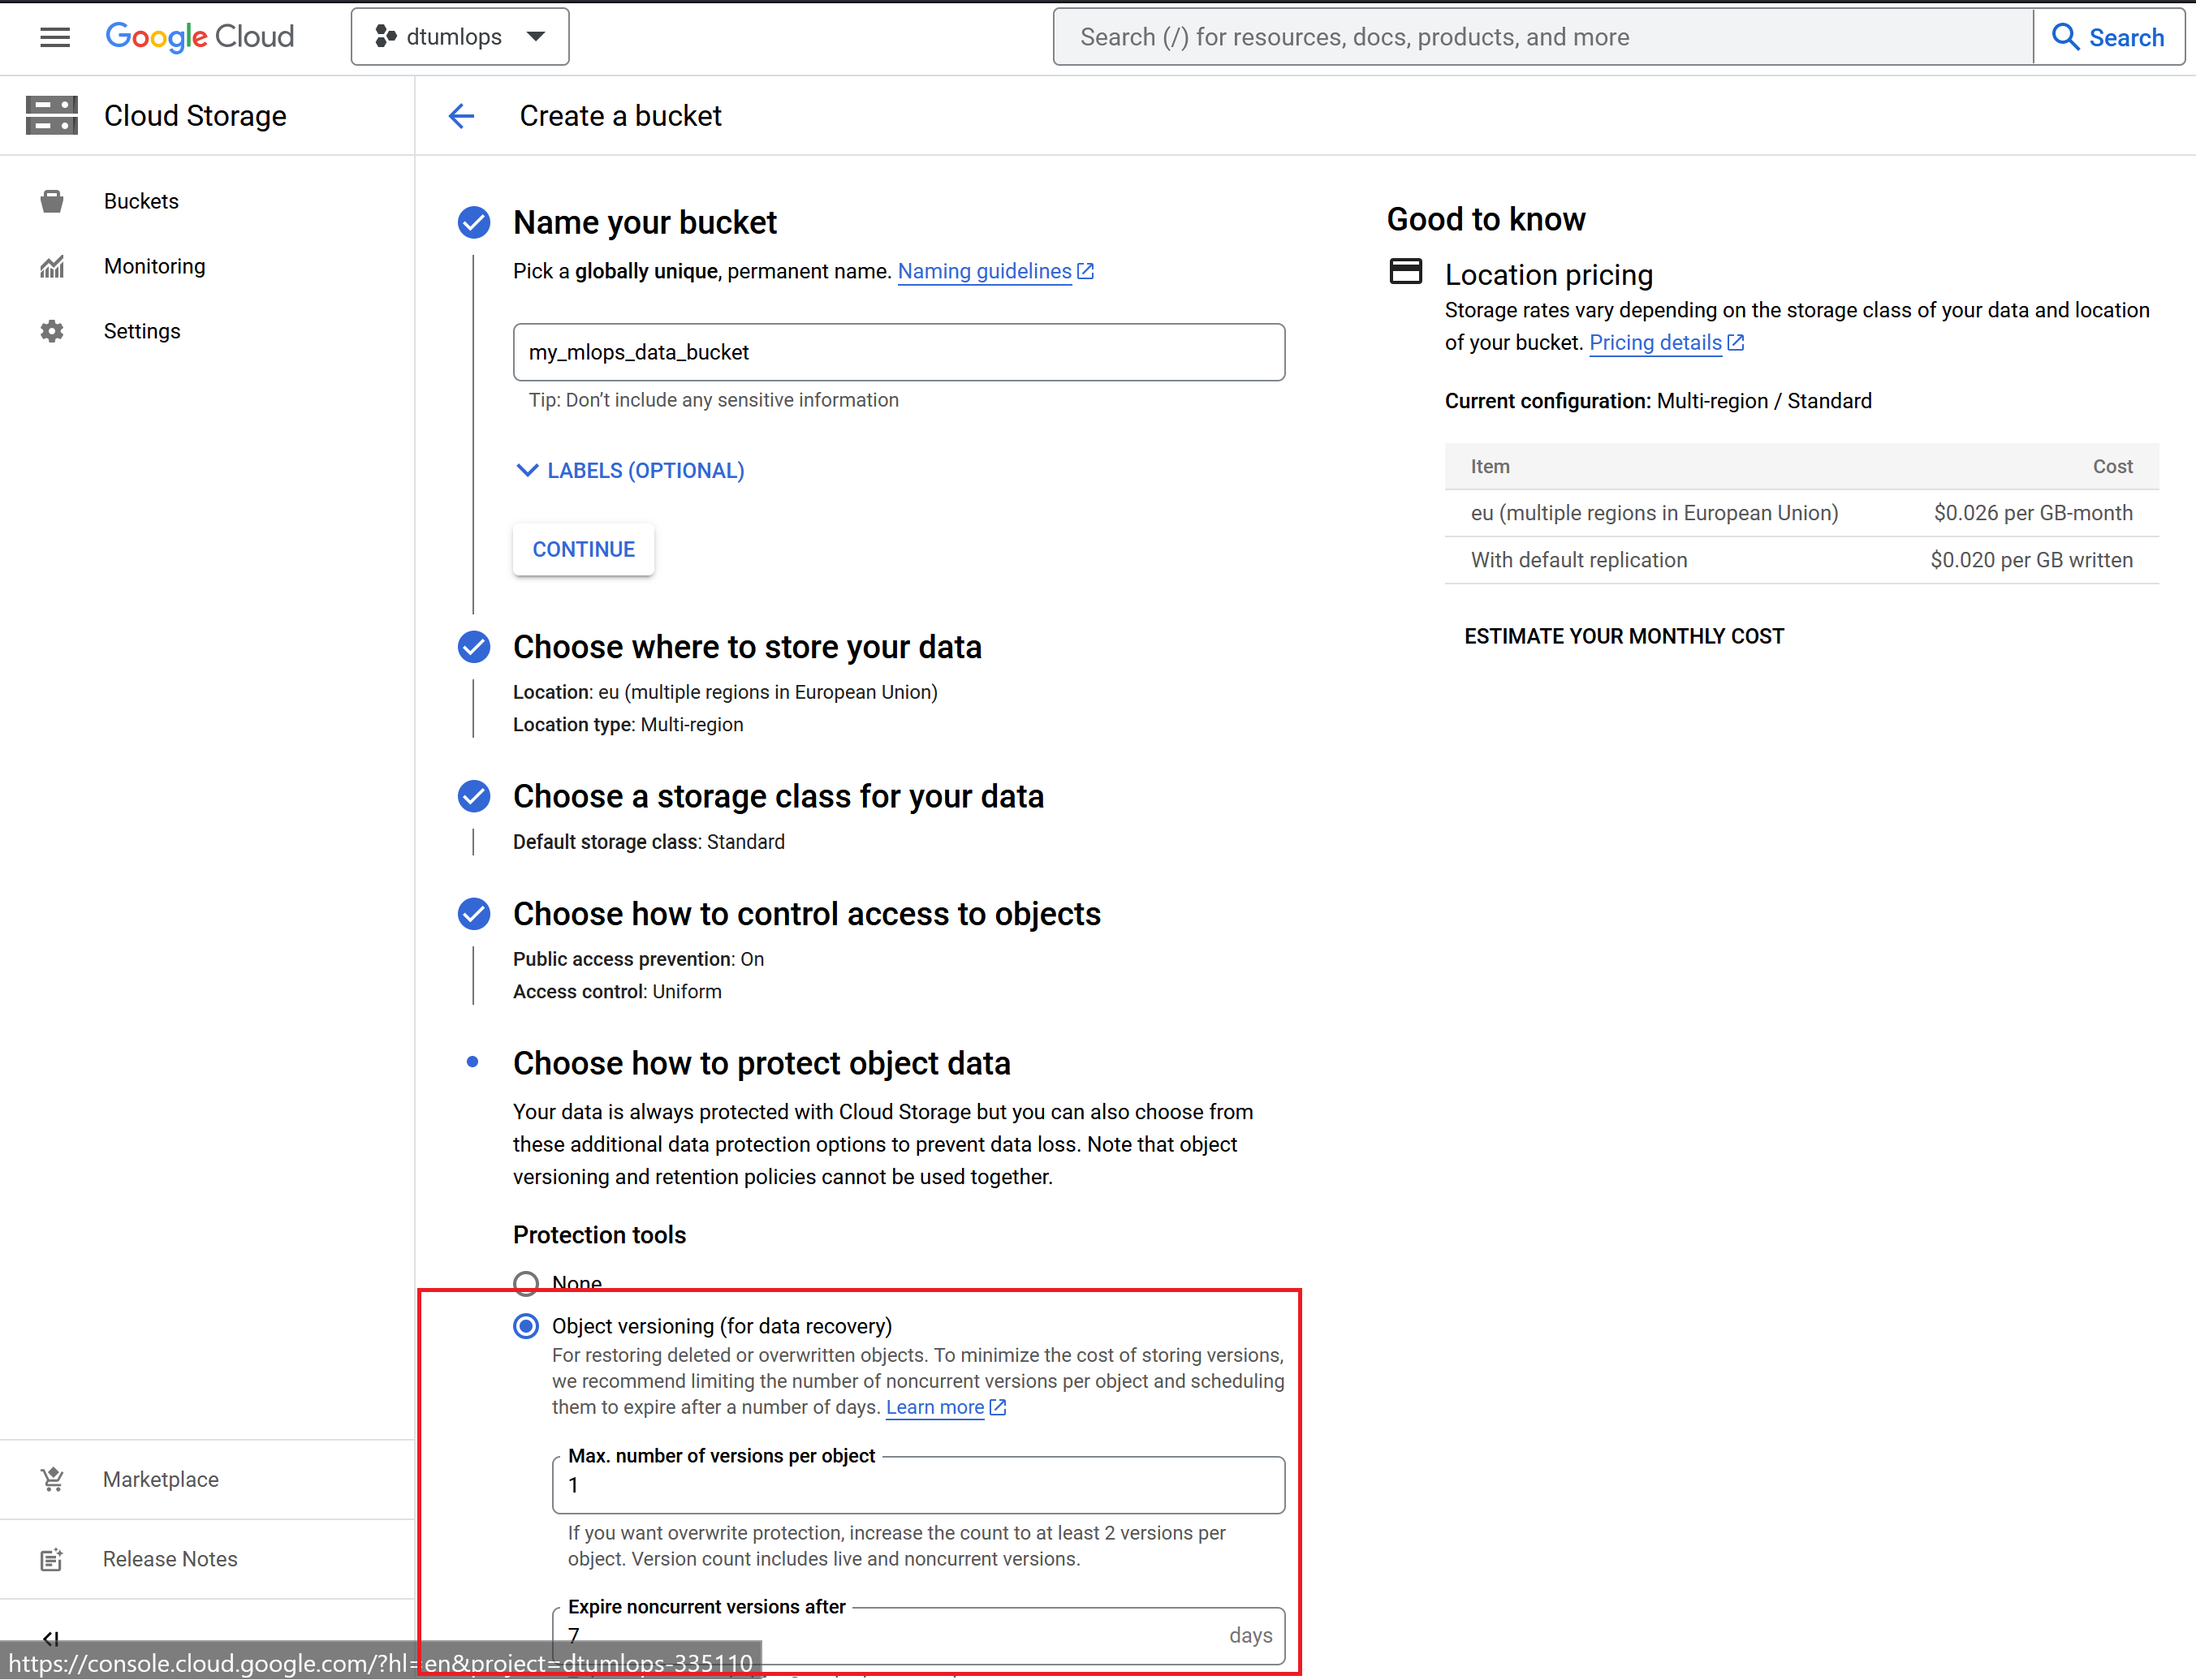 Google Cloud
dtumlops
Search (/) for resources, docs, products, and more
Search
Cloud Storage
Create a bucket
Buckets
Monitoring
Settings
Marketplace
Release Notes
Name your bucket
Pick a globally unique, permanent name. Naming guidelines
my_mlops_data_bucket
Tip: Don’t include any sensitive information
LABELS (OPTIONAL)
CONTINUE
Choose where to store your data
Location: eu (multiple regions in European Union)
Location type: Multi-region
Choose a storage class for your data
Default storage class: Standard
Choose how to control access to objects
Public access prevention: On
Access control: Uniform
Choose how to protect object data
Your data is always protected with Cloud Storage but you can also choose from
these additional data protection options to prevent data loss. Note that object
versioning and retention policies cannot be used together.
Protection tools
None
Object versioning (for data recovery)
For restoring deleted or overwritten objects. To minimize the cost of storing versions,
we recommend limiting the number of noncurrent versions per object and scheduling
them to expire after a number of days. Learn more
Max. number of versions per object
1
If you want overwrite protection, increase the count to at least 2 versions per
object. Version count includes live and noncurrent versions.
Expire noncurrent versions after
7
days
Good to know
Location pricing
Storage rates vary depending on the storage class of your data and location
of your bucket. Pricing details
Current configuration: Multi-region / Standard
Item Cost
eu (multiple regions in European Union) $0.026 per GB-month
With default replication $0.020 per GB written
ESTIMATE YOUR MONTHLY COST
https://console.cloud.google.com/?hl=en&project=dtumlops-335110